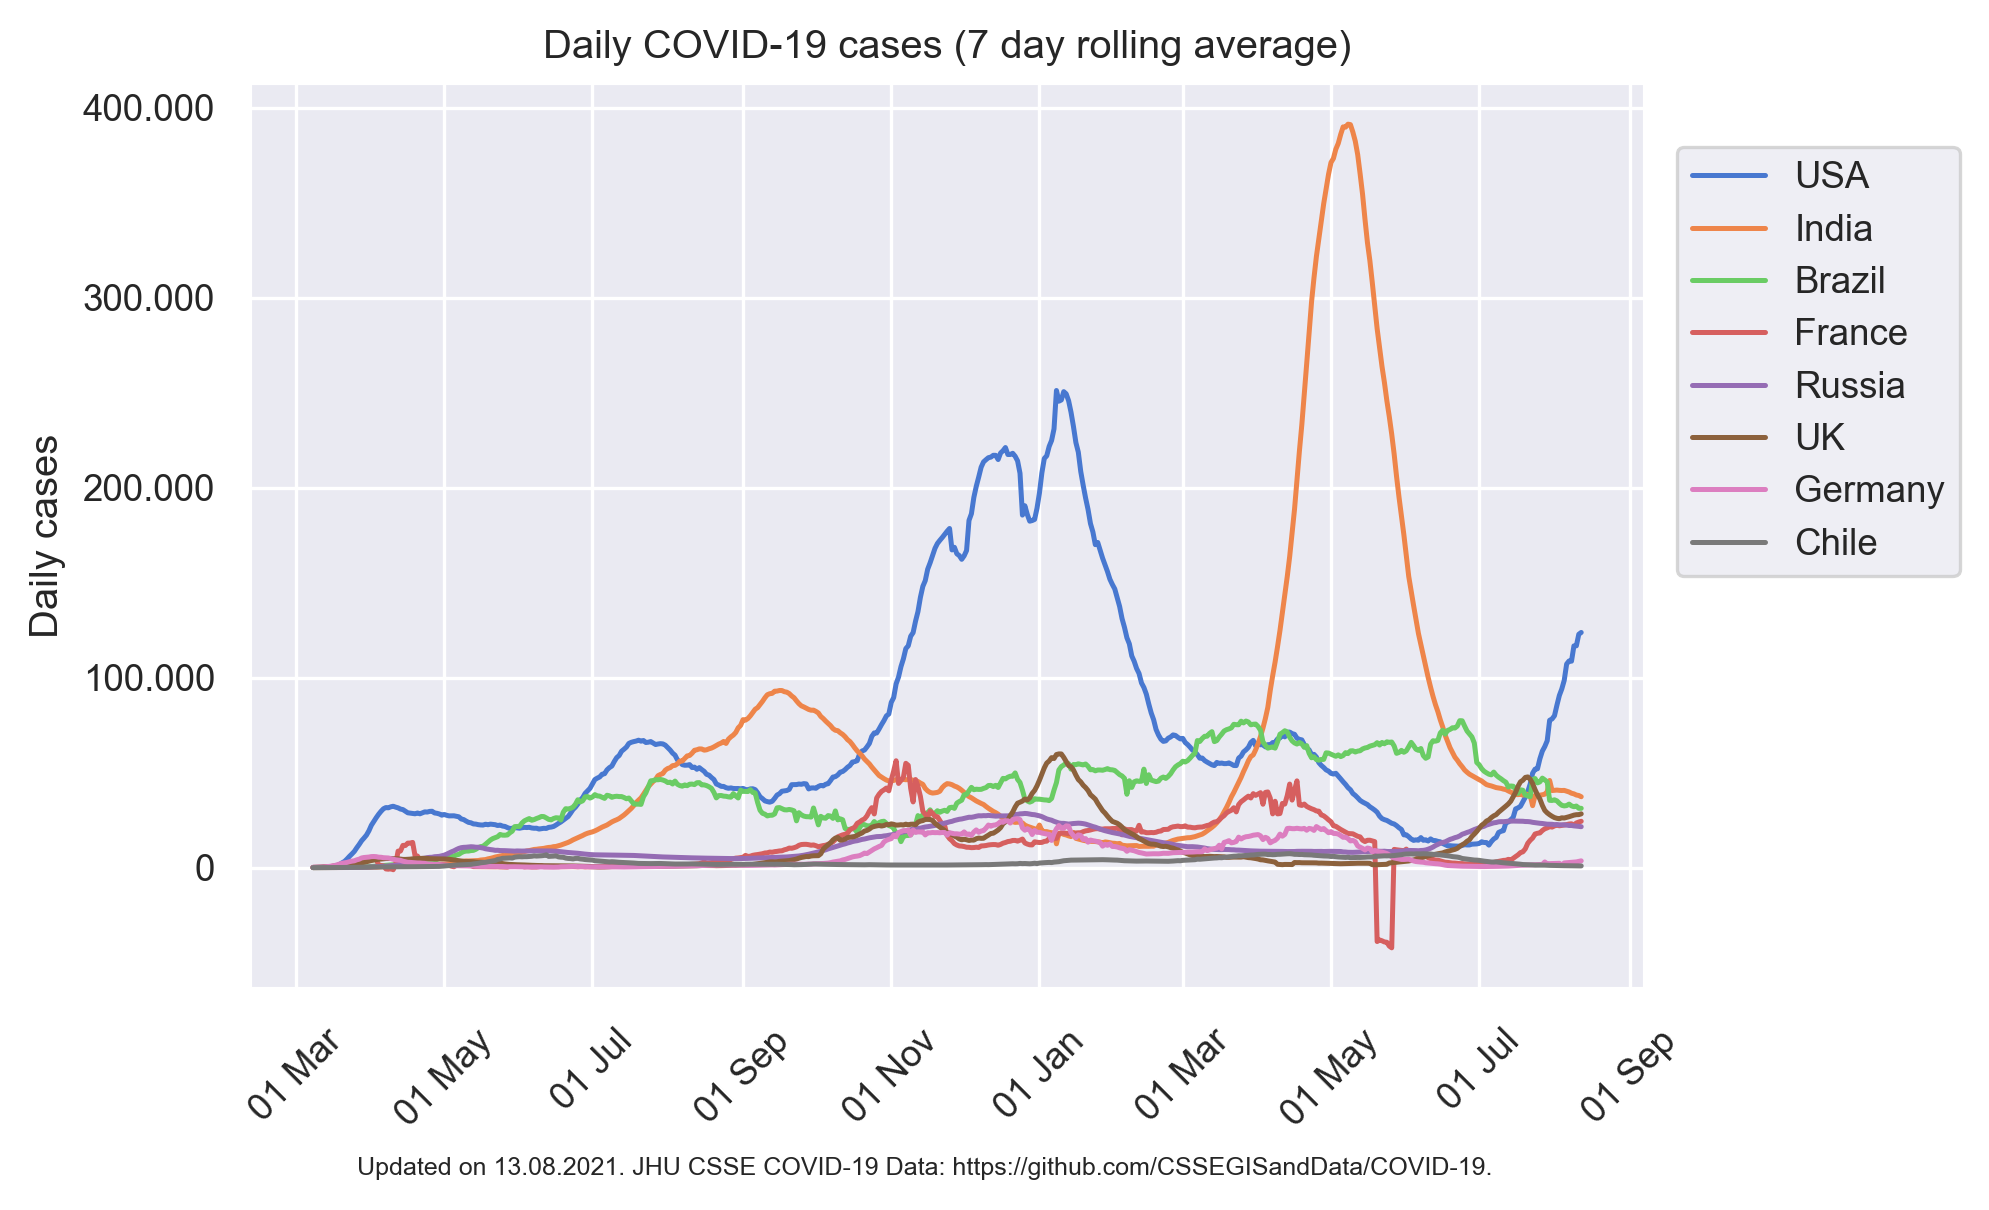 Daily COVID-19 cases (7 day rolling average)
400.000
300.000
200.000
100.000
0
Daily cases
USA
India
Brazil
France
Russia
UK
Germany
Chile
01 Mar
01 May
01 Jul
01 Sep
01 Nov
01 Jan
01 Mar
01 May
01 Jul
01 Sep
Updated on 13.08.2021. JHU CSSE COVID-19 Data: https://github.com/CSSEGISandData/COVID-19.